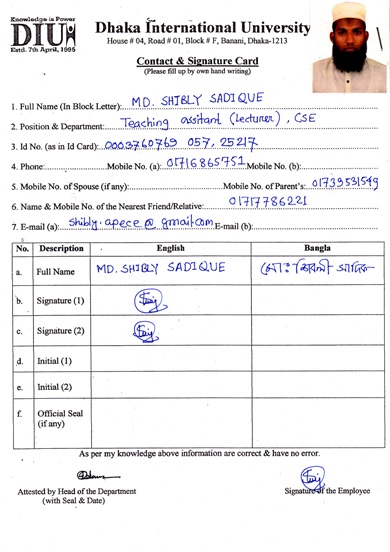 Knowledge is Power
DIU
Estd. 7th April, 1995
Dhaka International University
House # 04, Road # 01, Block # F, Banani, Dhaka-1213
Contact & Signature Card
(Please fill up by own hand writing)
1. Full Name (In Block Letter): MD. SHIBLY SADIQUE
2. Position & Department: Teaching assitant (Lecturer), CSE
3. Id No. (as in Id Card): 0003760769 057, 25217
4. Phone: Mobile No. (a): 01716865751 Mobile No. (b):
5. Mobile No. of Spouse (if any): Mobile No. of Parent's: 01739531549
6. Name & Mobile No. of the Nearest Friend/Relative: 01717786221
7. E-mail (a): shibly.apece@gmail.com E-mail (b):
No. Description English Bangla
a. Full Name MD. SHIBLY SADIQUE মোঃ শিবলী সাদিক
b. Signature (1)
c. Signature (2)
d. Initial (1)
e. Initial (2)
f. Official Seal (if any)
As per my knowledge above information are correct & have no error.
Attested by Head of the Department Signature of the Employee
(with Seal & Date)